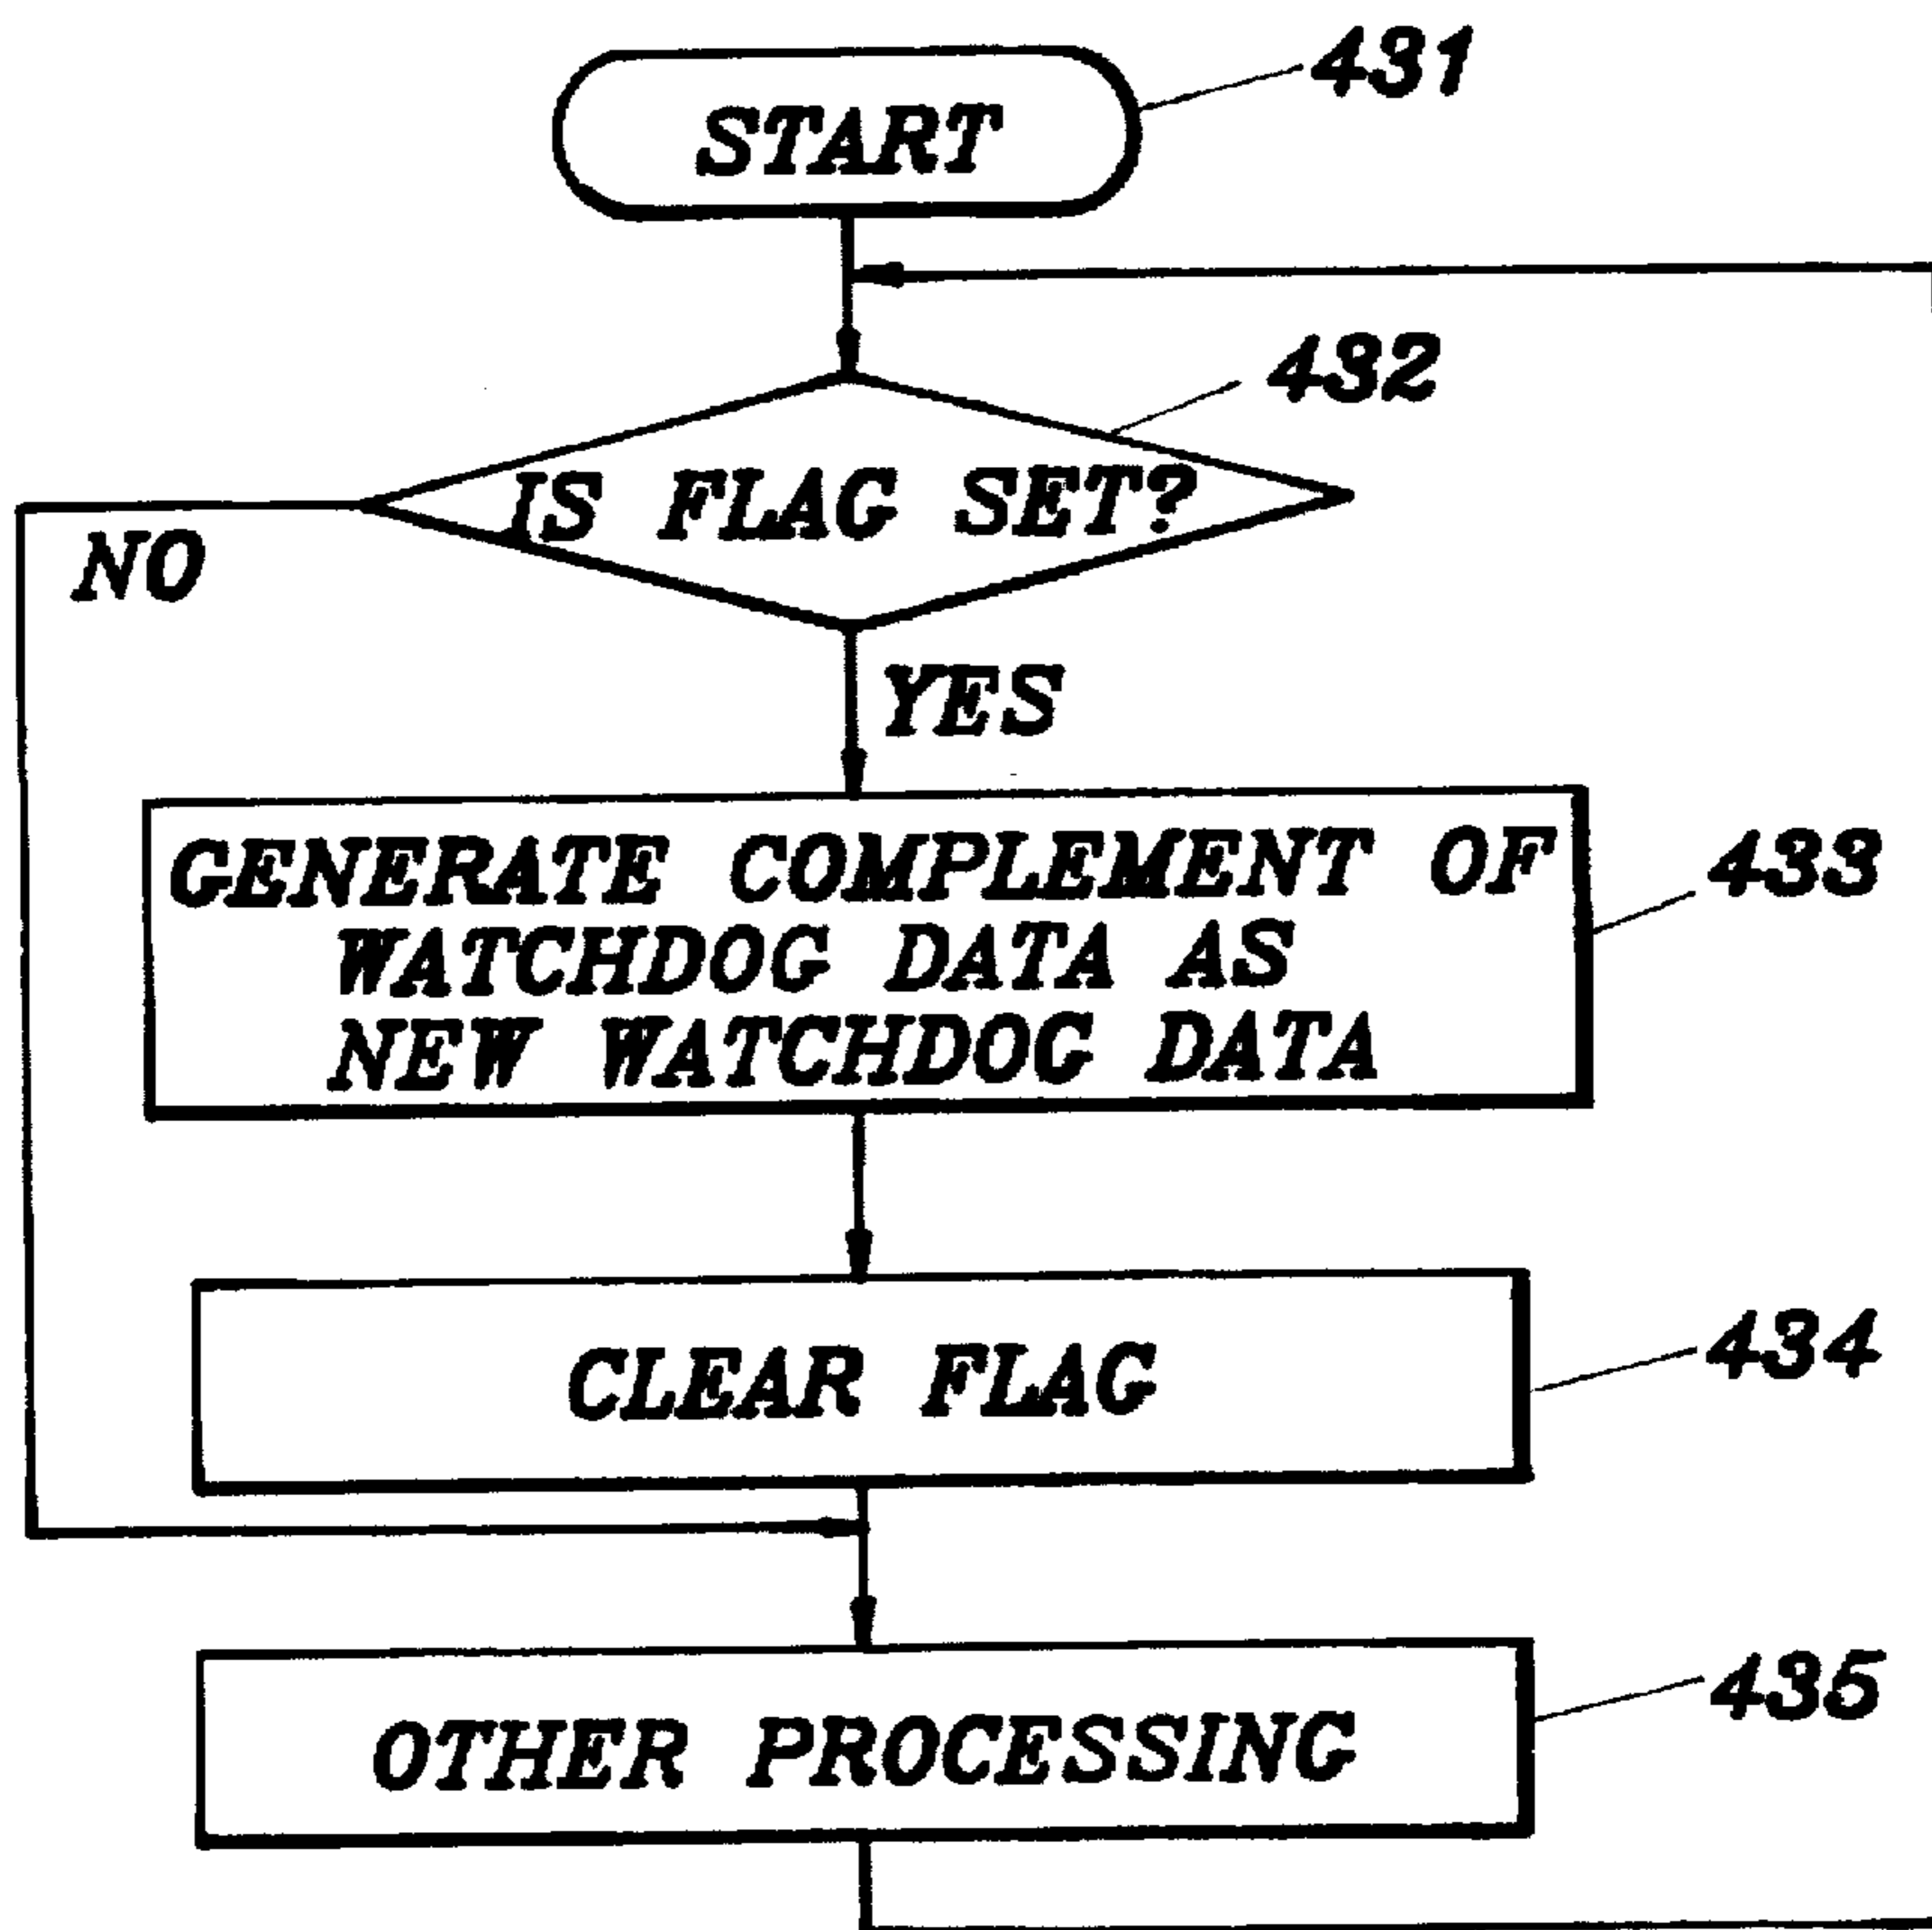 START
431
432
IS FLAG SET?
NO
YES
GENERATE COMPLEMENT OF
WATCHDOG DATA AS
NEW WATCHDOG DATA
433
CLEAR FLAG
434
OTHER PROCESSING
435